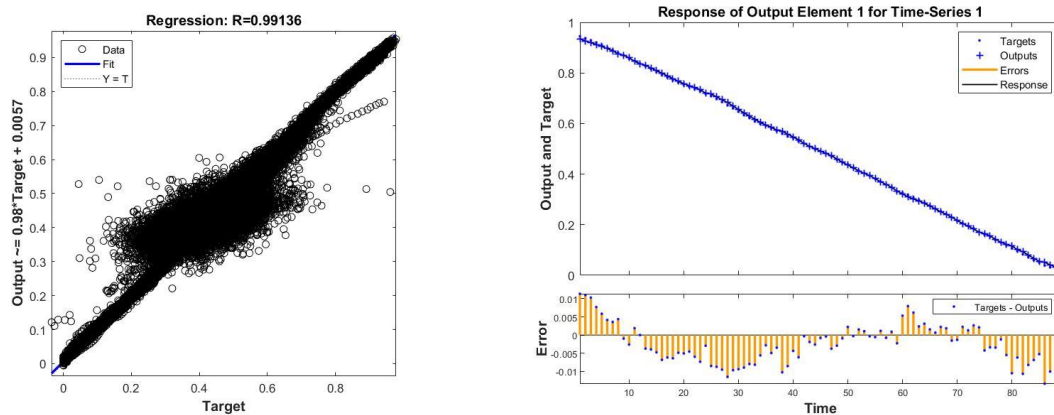 Regression: R=0.99136
Data
Fit
Y = T
Output ~= 0.98*Target + 0.0057
0.9
0.8
0.7
0.6
0.5
0.4
0.3
0.2
0.1
0
0 0.2 0.4 0.6 0.8
Target
Response of Output Element 1 for Time-Series 1
Targets
Outputs
Errors
Response
Output and Target
1
0.8
0.6
0.4
0.2
0
Targets - Outputs
Error
0.01
0.005
0
-0.005
0.01
10 20 30 40 50 60 70 80
Time